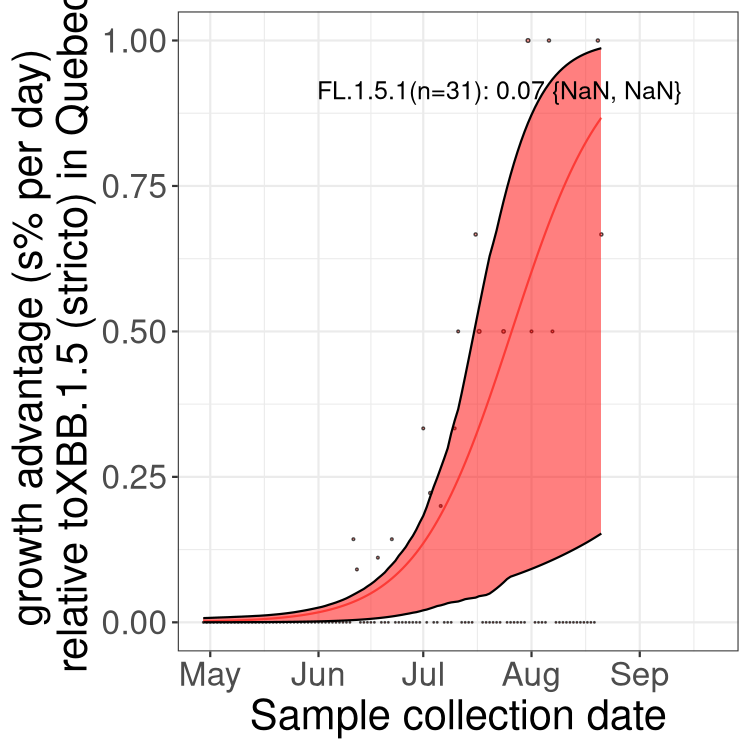 growth advantage (s% per day)
relative toXBB.1.5 (stricto) in Quebec
1.00
0.75
0.50
0.25
0.00
FL.1.5.1(n=31): 0.07 {NaN, NaN}
May Jun Jul Aug Sep
Sample collection date